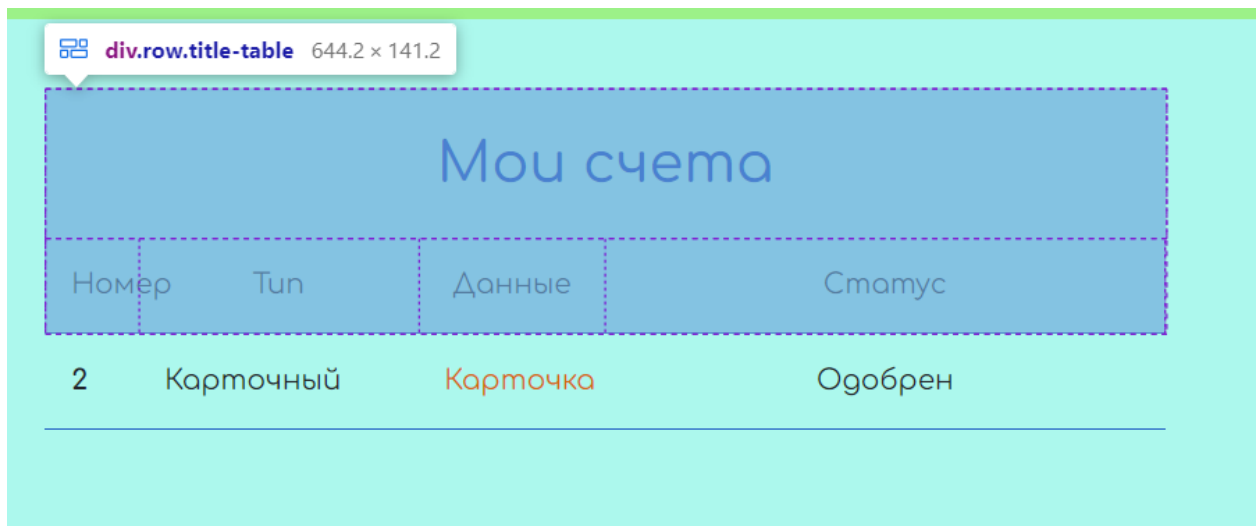 div.row.title-table 644.2 × 141.2
Мои счета
Номер Тип Данные Статус
2 Карточный Карточка Одобрен